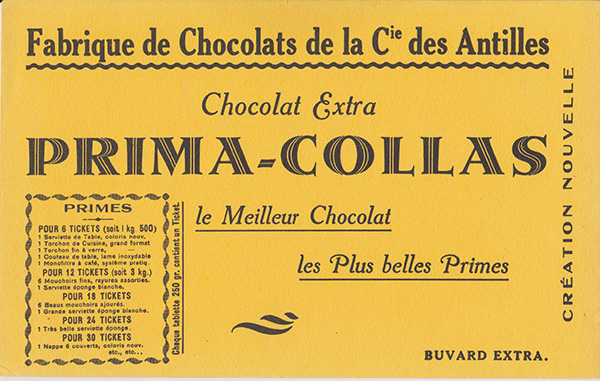 Fabrique de Chocolats de la Cie des Antilles
Chocolat Extra
PRIMA-COLLAS
le Meilleur Chocolat
les Plus belles Primes
CRÉATION NOUVELLE
PRIMES
POUR 6 TICKETS (soit 1 kg 500)
1 Serviette de Table, coloris nouv.
1 Torchon de Cuisine, grand format
1 Torchon fin à verre, —
1 Couteau de table, lame inoxydable
1 Monofiltre à café, système pratiq.
POUR 12 TICKETS (soit 3 kg.)
6 Mouchoirs fins, rayures assorties.
1 Serviette éponge blanche.
POUR 18 TICKETS
6 Beaux mouchoirs ajourés.
1 Grande serviette éponge blanche.
POUR 24 TICKETS
1 Très belle serviette éponge.
POUR 30 TICKETS
1 Nappe 6 couverts, coloris nouv.
etc., etc...
Chaque tablette 250 gr. contient un Ticket.
BUVARD EXTRA.